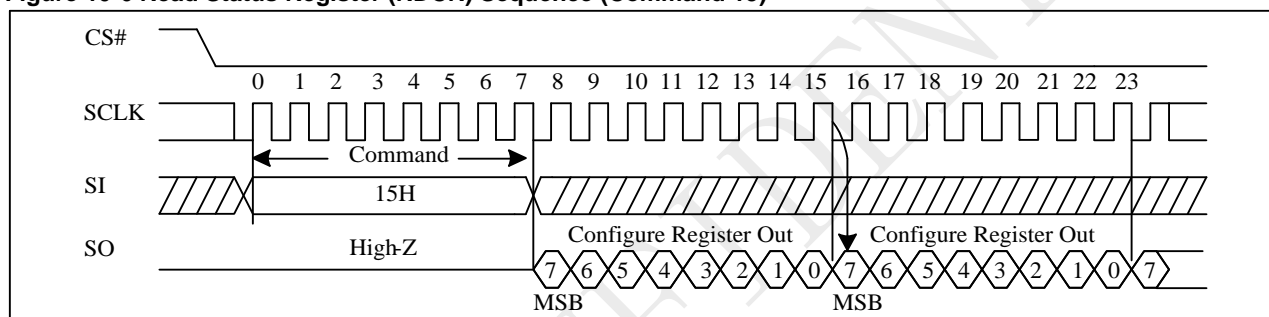 Figure 10-6 Read Status Register (RDSR) Sequence (Command 15)
CS#
0 1 2 3 4 5 6 7 8 9 10 11 12 13 14 15 16 17 18 19 20 21 22 23
SCLK
Command
SI
15H
Configure Register Out Configure Register Out
SO
High-Z
7 6 5 4 3 2 1 0 7 6 5 4 3 2 1 0 7
MSB MSB